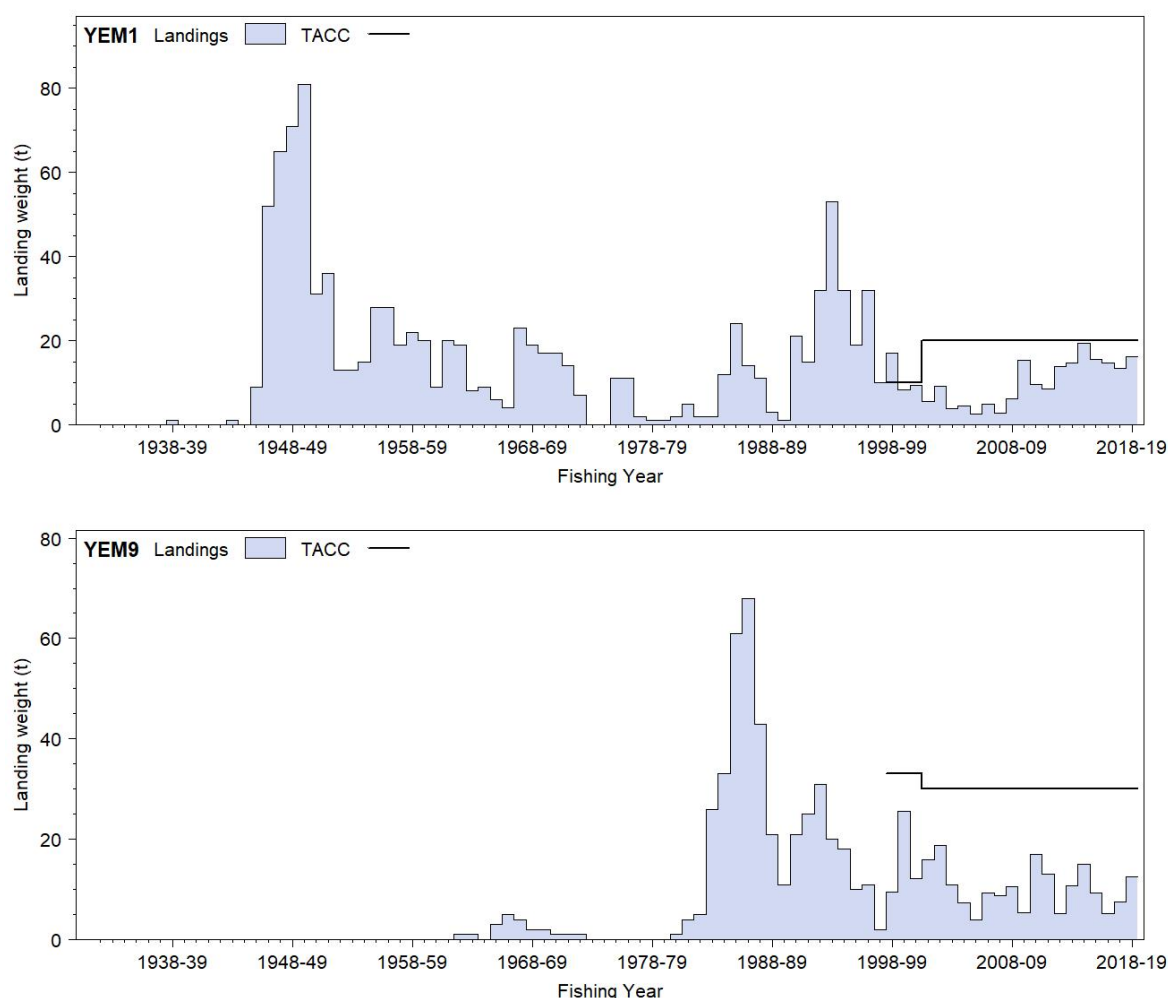 YEM1 Landings TACC
80
60
40
20
0
Landing weight (t)
1938-39 1948-49 1958-59 1968-69 1978-79 1988-89 1998-99 2008-09 2018-19
Fishing Year
80
YEM9 Landings TACC
60
40
20
0
Landing weight (t)
1938-39 1948-49 1958-59 1968-69 1978-79 1988-89 1998-99 2008-09 2018-19
Fishing Year